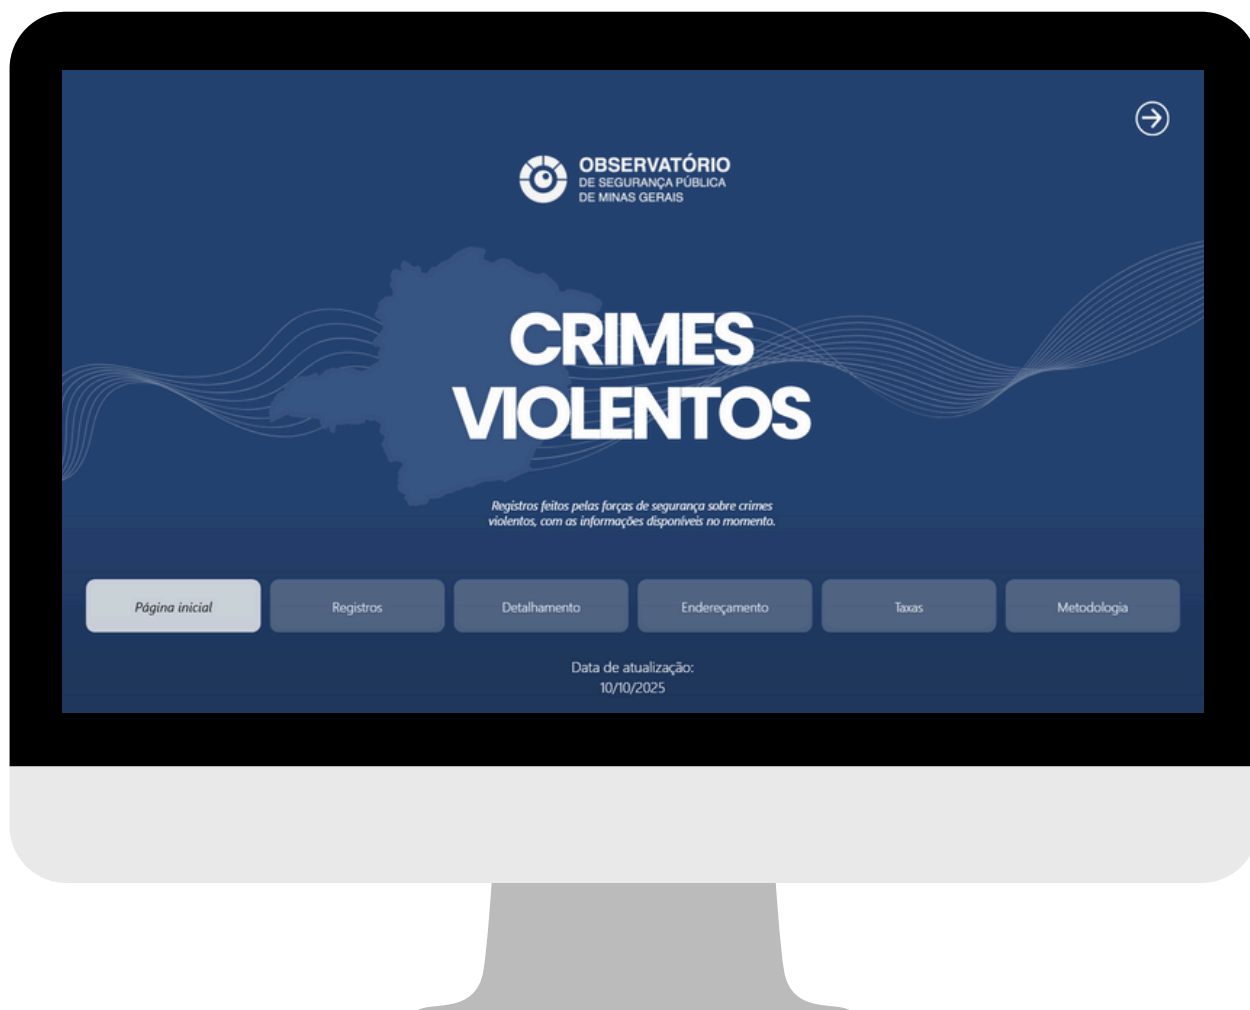 OBSERVATÓRIO
DE SEGURANÇA PÚBLICA
DE MINAS GERAIS
CRIMES
VIOLENTOS
Registros feitos pelas forças de segurança sobre crimes
violentos, com as informações disponíveis no momento.
Página inicial
Registros
Detalhamento
Endereçamento
Taxas
Metodologia
Data de atualização:
10/10/2025